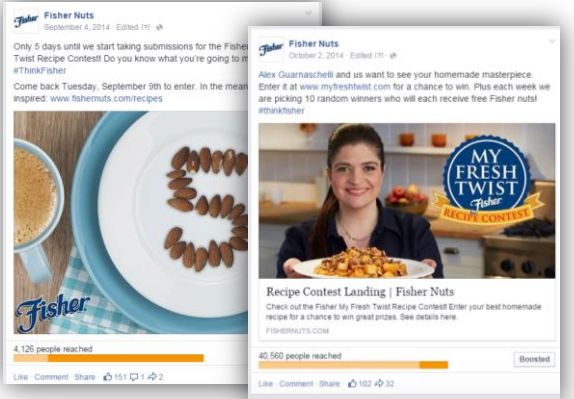 Fisher
Fisher Nuts
September 4, 2014 · Edited [?] ·
Only 5 days until we start taking submissions for the Fisher
Twist Recipe Contest! Do you know what you're going to m
#ThinkFisher
Come back Tuesday, September 9th to enter. In the mean
inspired: www.fishernuts.com/recipes
5
Fisher
4,126 people reached
Like · Comment · Share · 151 1 2
Fisher
Fisher Nuts
October 2, 2014 · Edited [?] ·
Alex Guarnaschelli and us want to see your homemade masterpiece.
Enter it at www.myfreshtwist.com for a chance to win. Plus each week we
are picking 10 random winners who will each receive free Fisher nuts!
#thinkfisher
MY
FRESH
TWIST
Fisher
RECIPE CONTEST
Recipe Contest Landing | Fisher Nuts
Check out the Fisher My Fresh Twist Recipe Contest! Enter your best homemade
recipe for a chance to win great prizes. See details here.
FISHERNUTS.COM
40,560 people reached
Boosted
Like · Comment · Share · 102 32